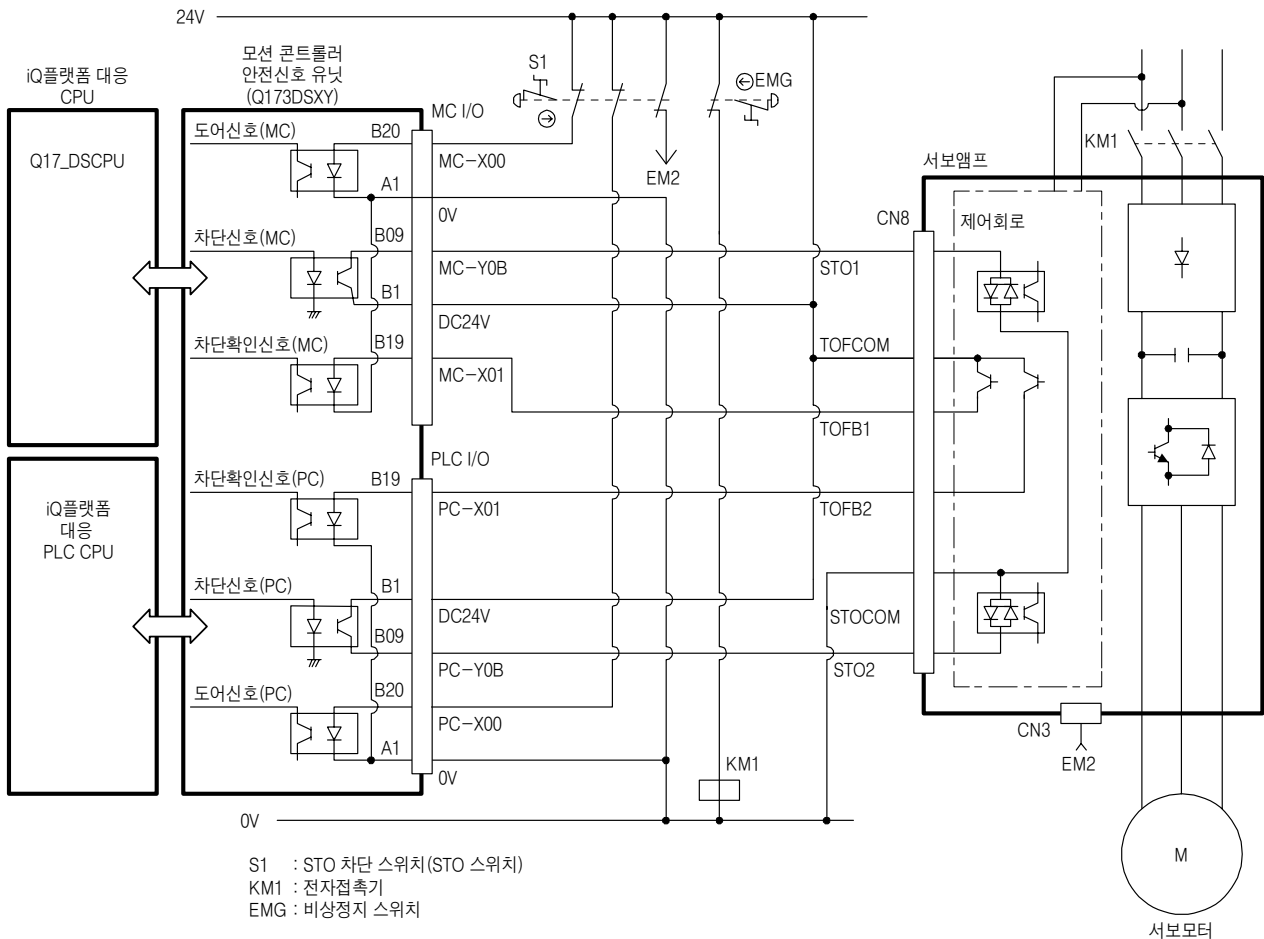 24V
모션 콘트롤러
안전신호 유닛
(Q173DSXY)
iQ플랫폼 대응
CPU
Q17_DSCPU
S1
EMG
MC I/O
도어신호(MC)
B20
MC-X00
A1
0V
EM2
차단신호(MC)
B09
MC-Y0B
B1
DC24V
차단확인신호(MC)
B19
MC-X01
PLC I/O
차단확인신호(PC)
B19
PC-X01
iQ플랫폼
대응
PLC CPU
차단신호(PC)
B1
DC24V
B09
PC-Y0B
도어신호(PC)
B20
PC-X00
A1
0V
KM1
0V
KM1
서보앰프
CN8
제어회로
STO1
TOFCOM
TOFB1
TOFB2
STOCOM
STO2
CN3
EM2
M
서보모터
S1 : STO 차단 스위치(STO 스위치)
KM1 : 전자접촉기
EMG : 비상정지 스위치